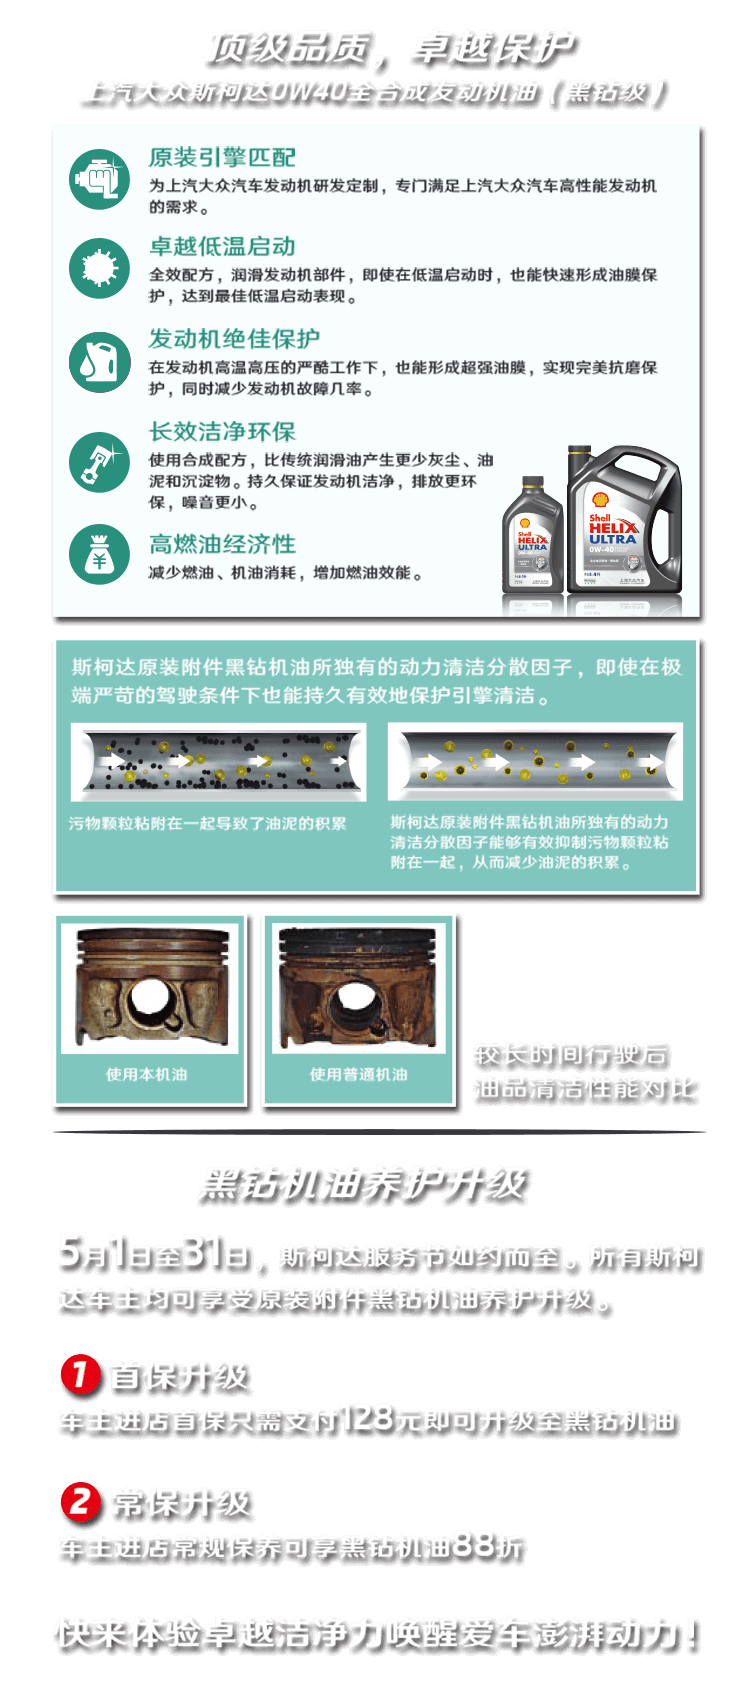 顶级品质，卓越保护
上汽大众斯柯达0W40全合成发动机油（黑钻级）
原装引擎匹配
为上汽大众汽车发动机研发定制，专门满足上汽大众汽车高性能发动机
的需求。
卓越低温启动
全效配方，润滑发动机部件，即使在低温启动时，也能快速形成油膜保
护，达到最佳低温启动表现。
发动机绝佳保护
在发动机高温高压的严酷工作下，也能形成超强油膜，实现完美抗磨保
护，同时减少发动机故障几率。
长效洁净环保
使用合成配方，比传统润滑油产生更少灰尘、油
泥和沉淀物。持久保证发动机洁净，排放更环
保，噪音更小。
高燃油经济性
减少燃油、机油消耗，增加燃油效能。
Shell
HELIX
ULTRA
0W-40
Shell
HELIX
ULTRA
0W-40
斯柯达原装附件黑钻机油所独有的动力清洁分散因子，即使在极
端严苛的驾驶条件下也能持久有效地保护引擎清洁。
污物颗粒粘附在一起导致了油泥的积累
斯柯达原装附件黑钻机油所独有的动力
清洁分散因子能够有效抑制污物颗粒粘
附在一起，从而减少油泥的积累。
使用本机油
使用普通机油
较长时间行驶后
油品清洁性能对比
黑钻机油养护升级
5月1日至31日，斯柯达服务节如约而至。所有斯柯
达车主均可享受原装附件黑钻机油养护升级。
1 首保升级
车主进店首保只需支付128元即可升级至黑钻机油
2 常保升级
车主进店常规保养可享黑钻机油88折
快来体验卓越洁净力唤醒爱车澎湃动力！